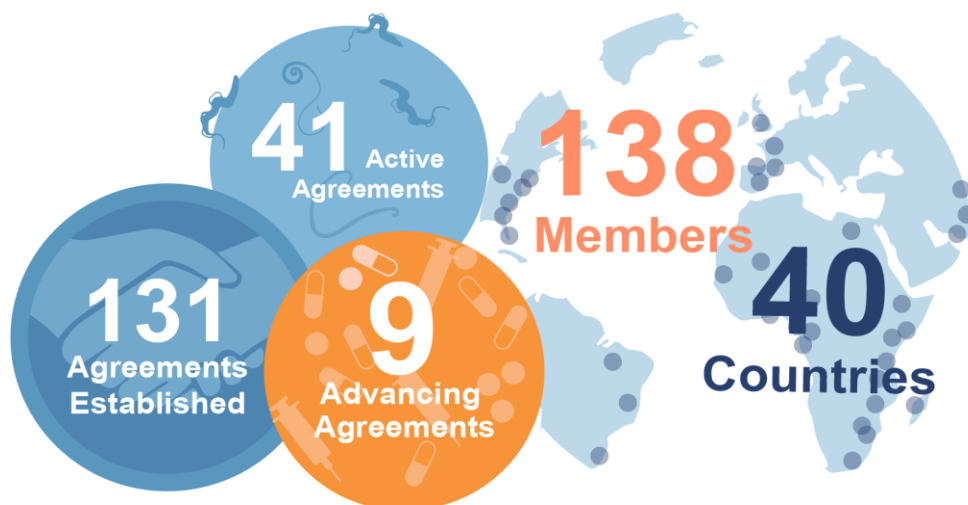 41 Active
Agreements
131
Agreements
Established
9
Advancing
Agreements
138
Members
40
Countries